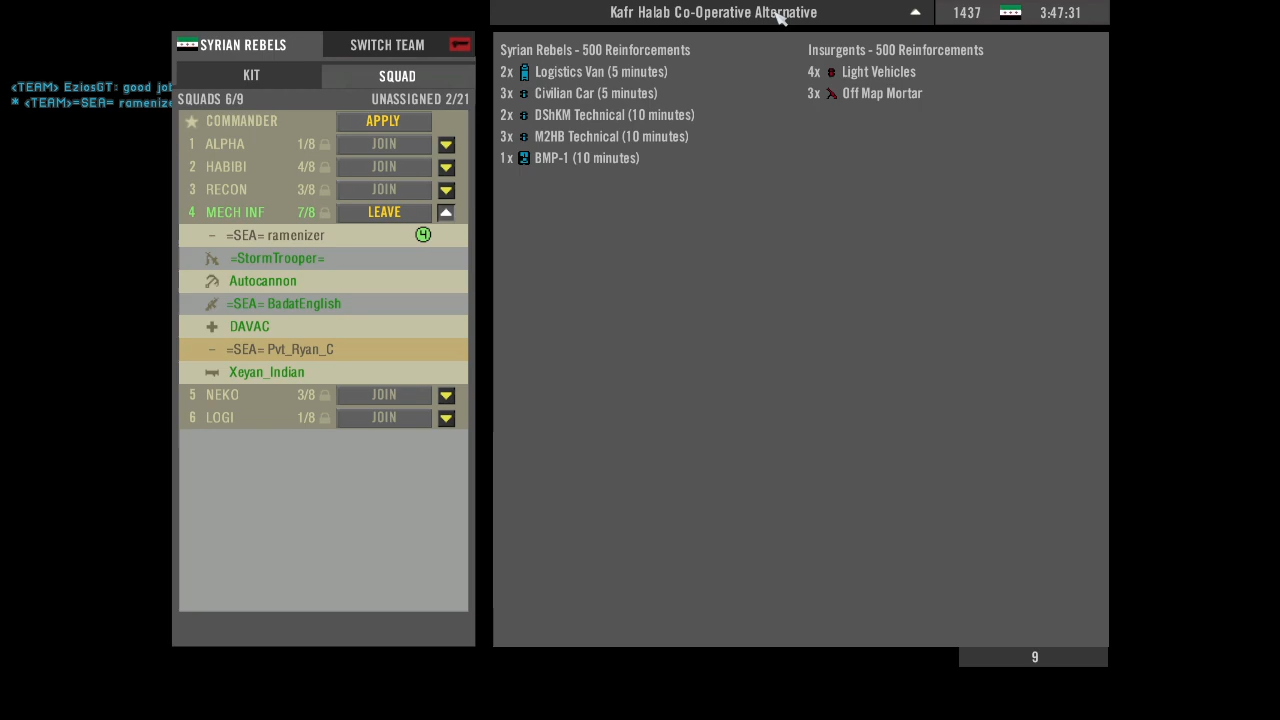 Kafr Halab Co-Operative Alternative
1437
3:47:31
SYRIAN REBELS
SWITCH TEAM
KIT
SQUAD
<TEAM> EziosGT: good job
* <TEAM>=SEA= ramenize
SQUADS 6/9
UNASSIGNED 2/21
COMMANDER APPLY
1 ALPHA 1/8 JOIN
2 HABIBI 4/8 JOIN
3 RECON 3/8 JOIN
4 MECH INF 7/8 LEAVE
- =SEA= ramenizer 4
=StormTrooper=
Autocannon
=SEA= BadatEnglish
DAVAC
- =SEA= Pvt_Ryan_C
Xeyan_Indian
5 NEKO 3/8 JOIN
6 LOGI 1/8 JOIN
Syrian Rebels - 500 Reinforcements
2x Logistics Van (5 minutes)
3x Civilian Car (5 minutes)
2x DShKM Technical (10 minutes)
3x M2HB Technical (10 minutes)
1x BMP-1 (10 minutes)
Insurgents - 500 Reinforcements
4x Light Vehicles
3x Off Map Mortar
9